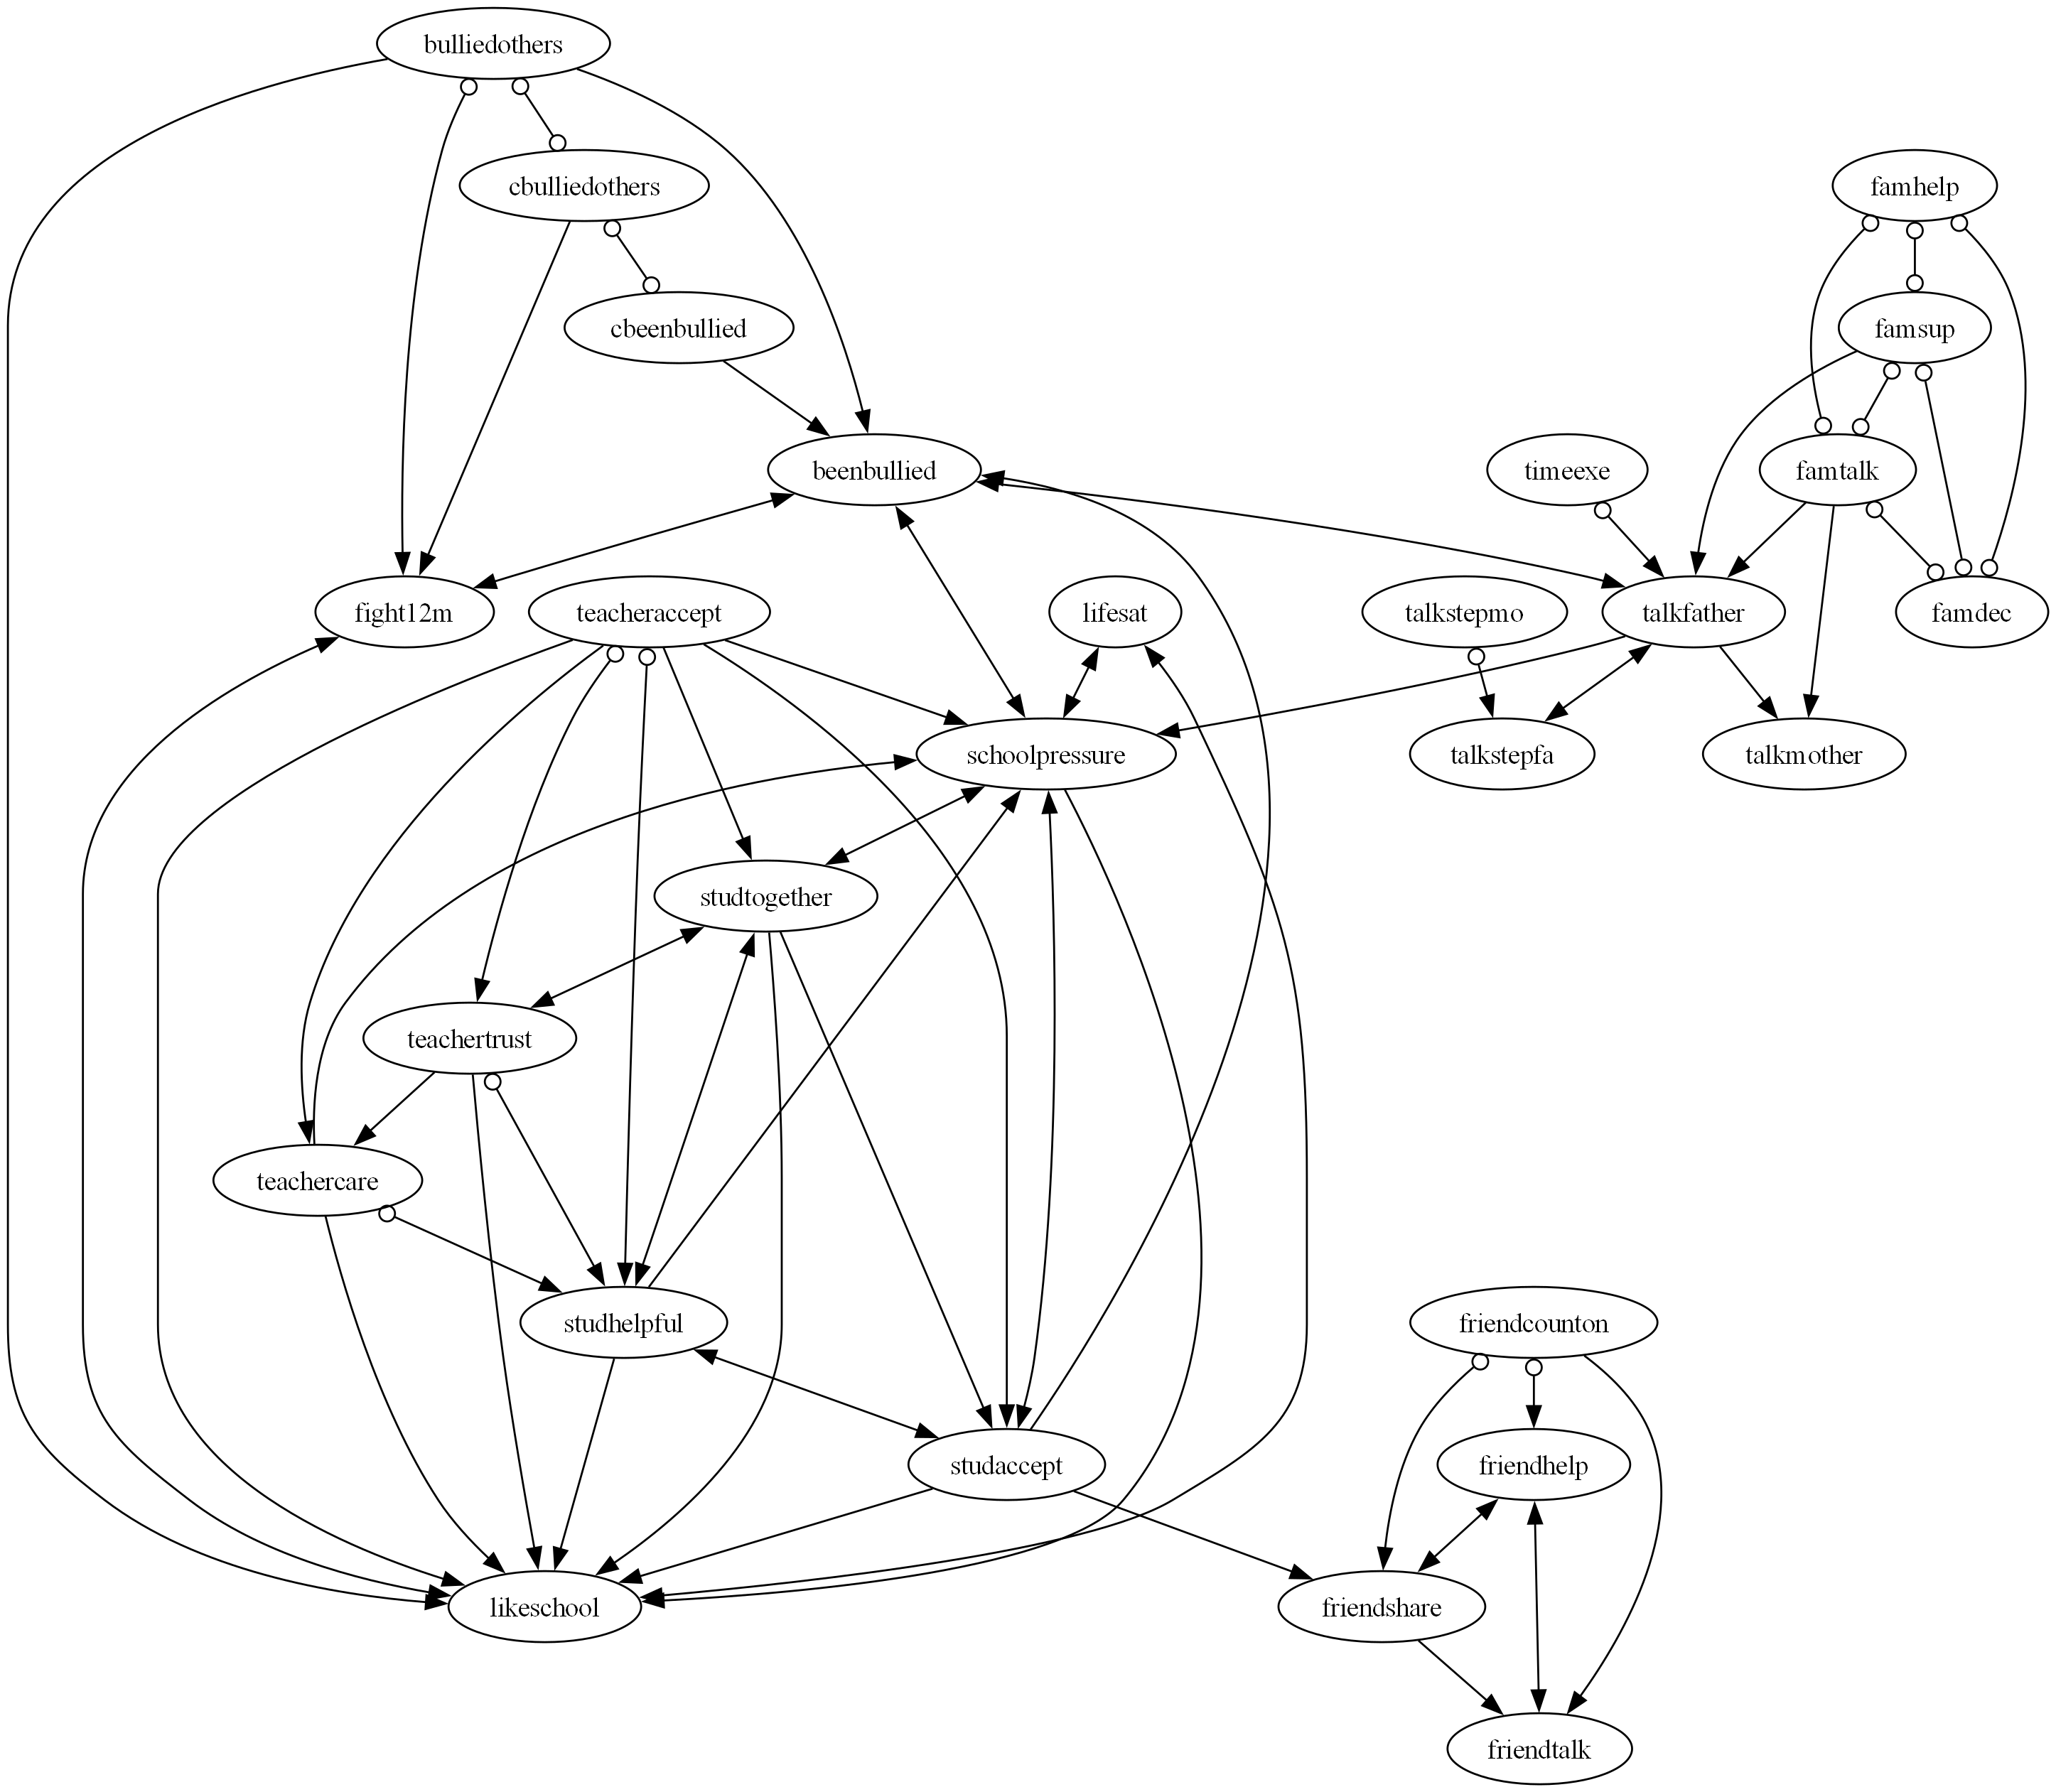 bulliedothers
cbulliedothers
famhelp
cbeenbullied
famsup
beenbullied
timeexe
famtalk
fight12m
teacheraccept
lifesat
talkstepmo
talkfather
famdec
schoolpressure
talkstepfa
talkmother
studtogether
teachertrust
teachercare
studhelpful
friendcounton
studaccept
friendhelp
likeschool
friendshare
friendtalk